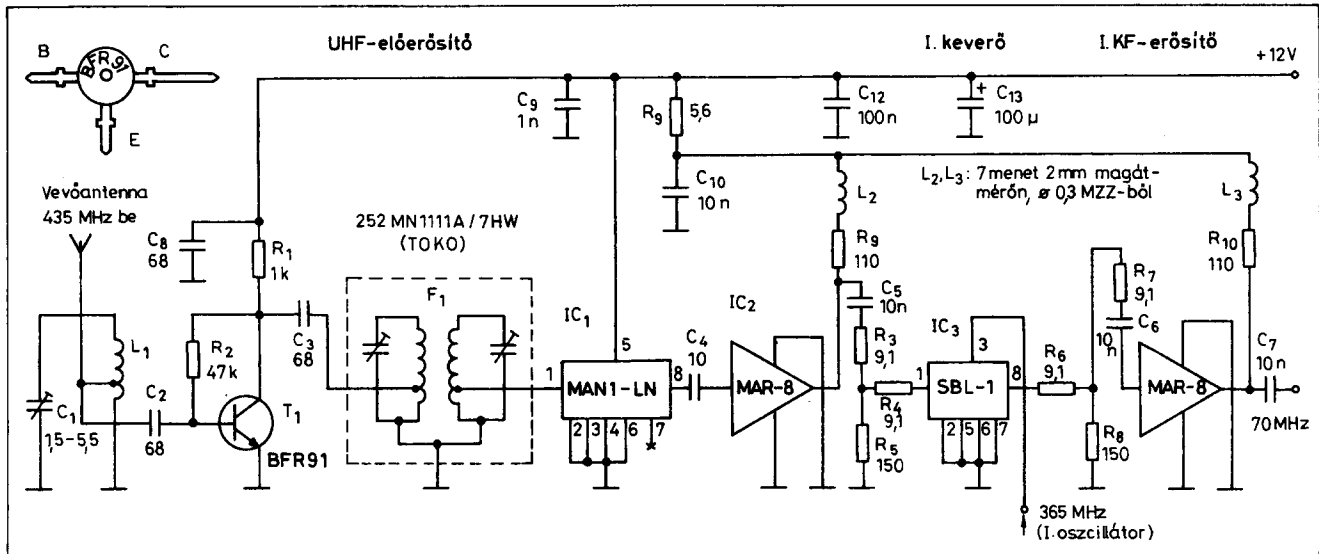 UHF-előerősítő
I. keverő
I. KF-erősítő
+12V
B
C
E
BFR91
Vevőantenna
435 MHz be
C8
68
R1
1k
C9
1n
R9
5,6
C12
100n
+
C13
100µ
C10
10n
L2
L2, L3: 7 menet 2mm magát-
mérőn, ø 0,3 MZZ-ból
L3
252 MN1111A / 7HW
(TOKO)
F1
R9
110
R10
110
C5
10n
R7
9,1
C6
10n
L1
C1
1,5-5,5
C2
68
R2
47k
T1
BFR91
C3
68
IC1
MAN1-LN
1
5
8
2
3
4
6
7
*
C4
10
IC2
MAR-8
R3
9,1
R4
9,1
R5
150
IC3
SBL-1
1
3
8
2
5
6
7
R6
9,1
R8
150
MAR-8
C7
10n
70MHz
365 MHz
(I.oszcillátor)